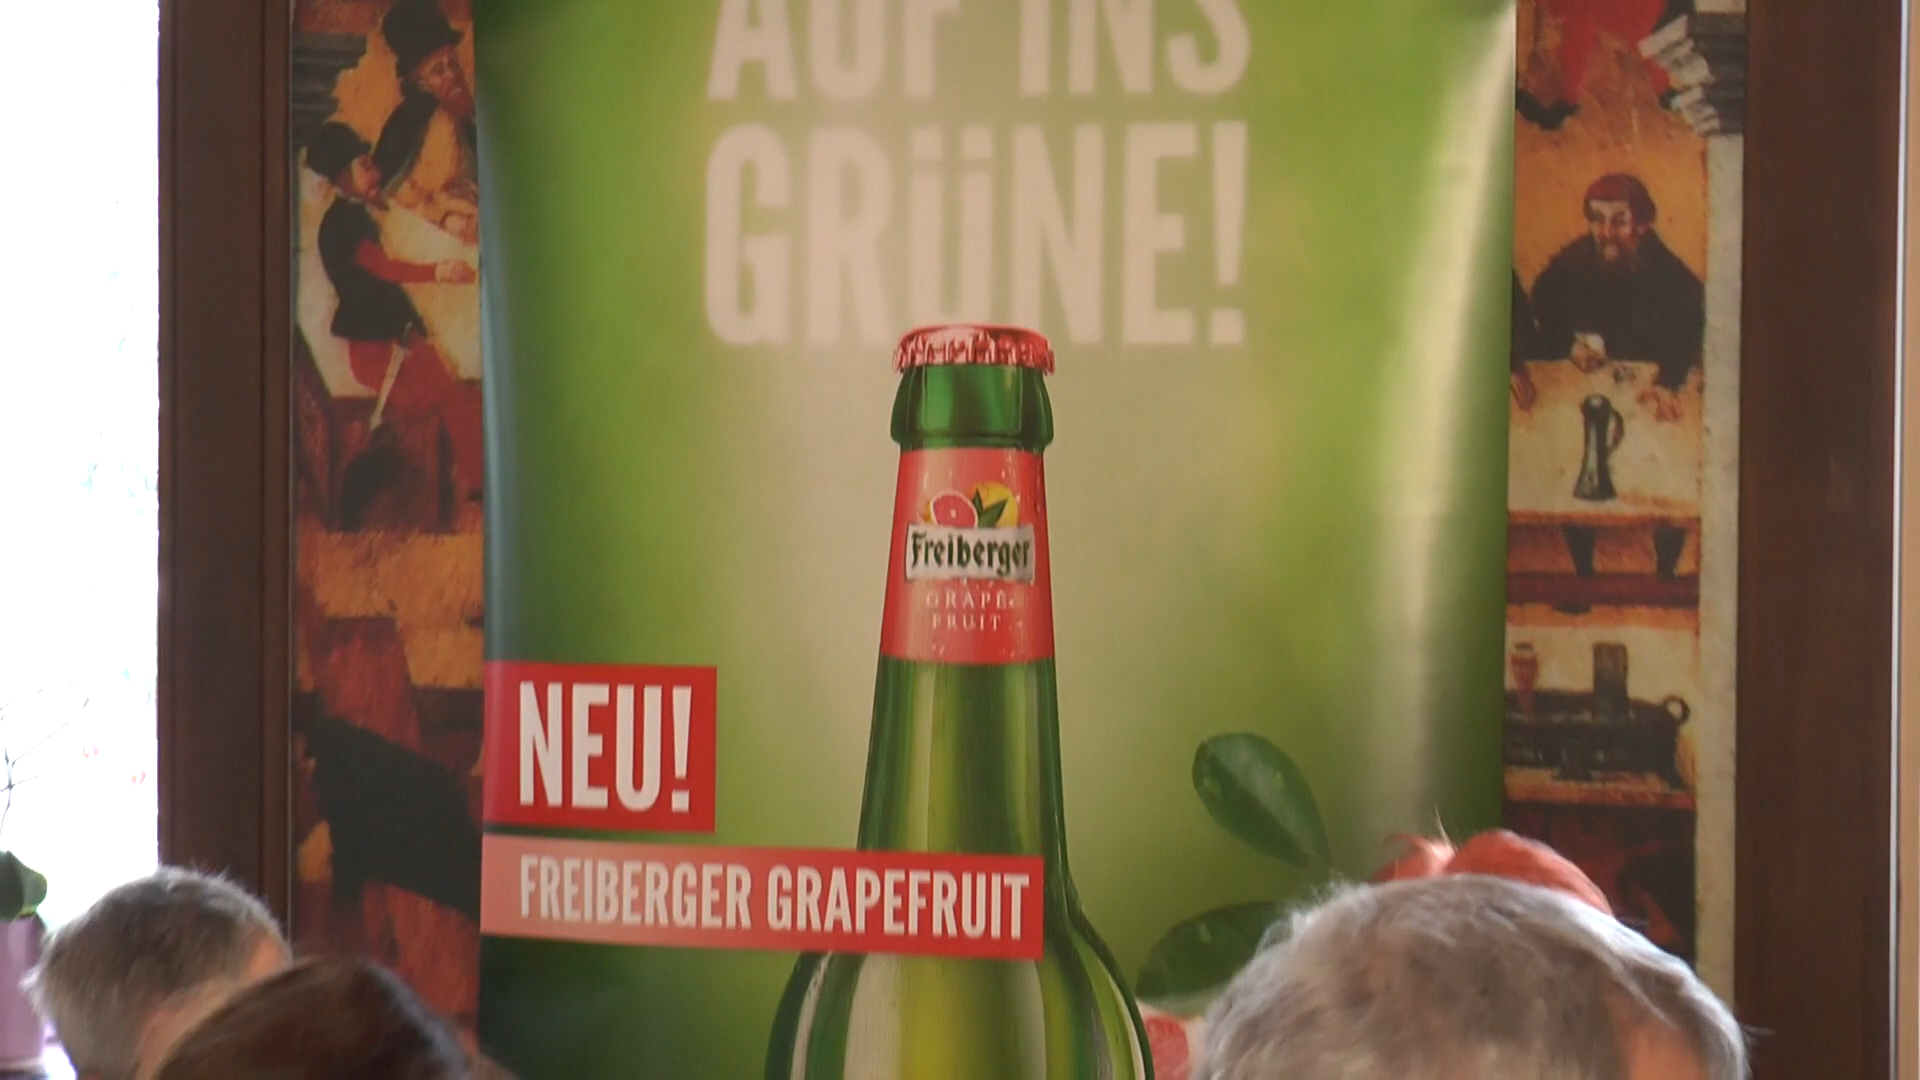 AUF INS
GRÜNE!
Freiberger
GRAPE-
FRUIT
NEU!
FREIBERGER GRAPEFRUIT